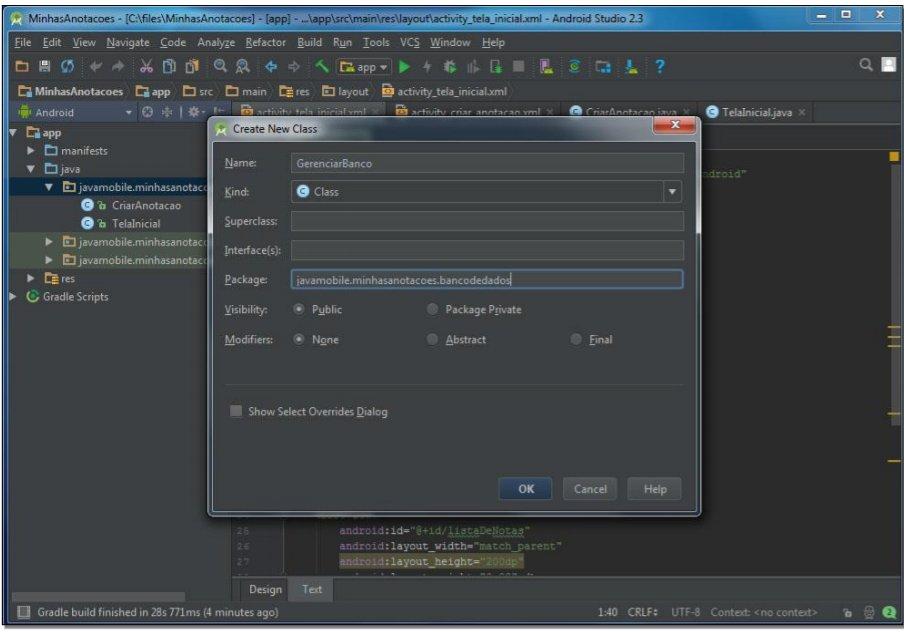 MinhasAnotacoes - [C:\files\MinhasAnotacoes] - [app] - ...\app\src\main\res\layout\activity_tela_inicial.xml - Android Studio 2.3
File Edit View Navigate Code Analyze Refactor Build Run Tools VCS Window Help
app
MinhasAnotacoes app src main res layout activity_tela_inicial.xml
Android activity_tela_inicial.xml activity_criar_anotacao.xml CriarAnotacao.java TelaInicial.java
Create New Class
app
manifests
java
javamobile.minhasanotaco
CriarAnotacao
TelaInicial
javamobile.minhasanotaco
javamobile.minhasanotaco
res
Gradle Scripts
Name: GerenciarBanco
Kind: Class
Superclass:
Interface(s):
Package: javamobile.minhasanotacoes.bancodedados
Visibility: Public Package Private
Modifiers: None Abstract Final
Show Select Overrides Dialog
OK Cancel Help
ndroid"
25 android:id="@+id/listaDeNotas"
26 android:layout_width="match_parent"
27 android:layout_height="200dp"
Design Text
Gradle build finished in 28s 771ms (4 minutes ago) 1:40 CRLF UTF-8 Context: <no context> 2